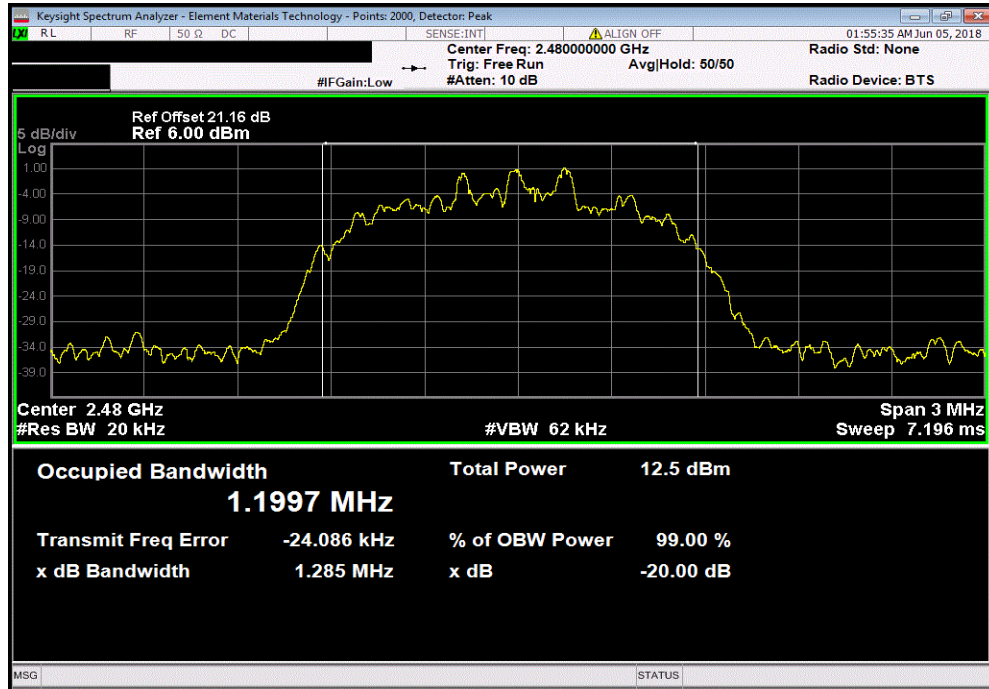 Keysight Spectrum Analyzer - Element Materials Technology - Points: 2000, Detector: Peak
LXI RL RF 50 Ω DC SENSE:INT ALIGN OFF 01:55:35 AM Jun 05, 2018
Center Freq: 2.480000000 GHz Radio Std: None
Trig: Free Run Avg|Hold: 50/50
#IFGain:Low #Atten: 10 dB Radio Device: BTS
Ref Offset 21.16 dB
5 dB/div Ref 6.00 dBm
Log
1.00
-4.00
-9.00
-14.0
-19.0
-24.0
-29.0
-34.0
-39.0
Center 2.48 GHz Span 3 MHz
#Res BW 20 kHz #VBW 62 kHz Sweep 7.196 ms
Occupied Bandwidth Total Power 12.5 dBm
1.1997 MHz
Transmit Freq Error -24.086 kHz % of OBW Power 99.00 %
x dB Bandwidth 1.285 MHz x dB -20.00 dB
MSG STATUS